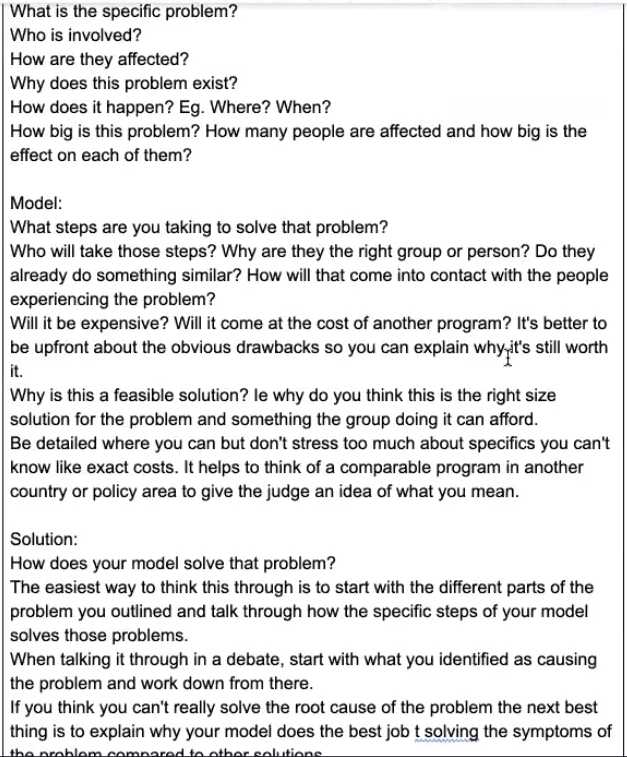 What is the specific problem?
Who is involved?
How are they affected?
Why does this problem exist?
How does it happen? Eg. Where? When?
How big is this problem? How many people are affected and how big is the
effect on each of them?
Model:
What steps are you taking to solve that problem?
Who will take those steps? Why are they the right group or person? Do they
already do something similar? How will that come into contact with the people
experiencing the problem?
Will it be expensive? Will it come at the cost of another program? It's better to
be upfront about the obvious drawbacks so you can explain why it's still worth
it.
Why is this a feasible solution? Ie why do you think this is the right size
solution for the problem and something the group doing it can afford.
Be detailed where you can but don't stress too much about specifics you can't
know like exact costs. It helps to think of a comparable program in another
country or policy area to give the judge an idea of what you mean.
Solution:
How does your model solve that problem?
The easiest way to think this through is to start with the different parts of the
problem you outlined and talk through how the specific steps of your model
solves those problems.
When talking it through in a debate, start with what you identified as causing
the problem and work down from there.
If you think you can't really solve the root cause of the problem the next best
thing is to explain why your model does the best job t solving the symptoms of
the problem compared to other solutions